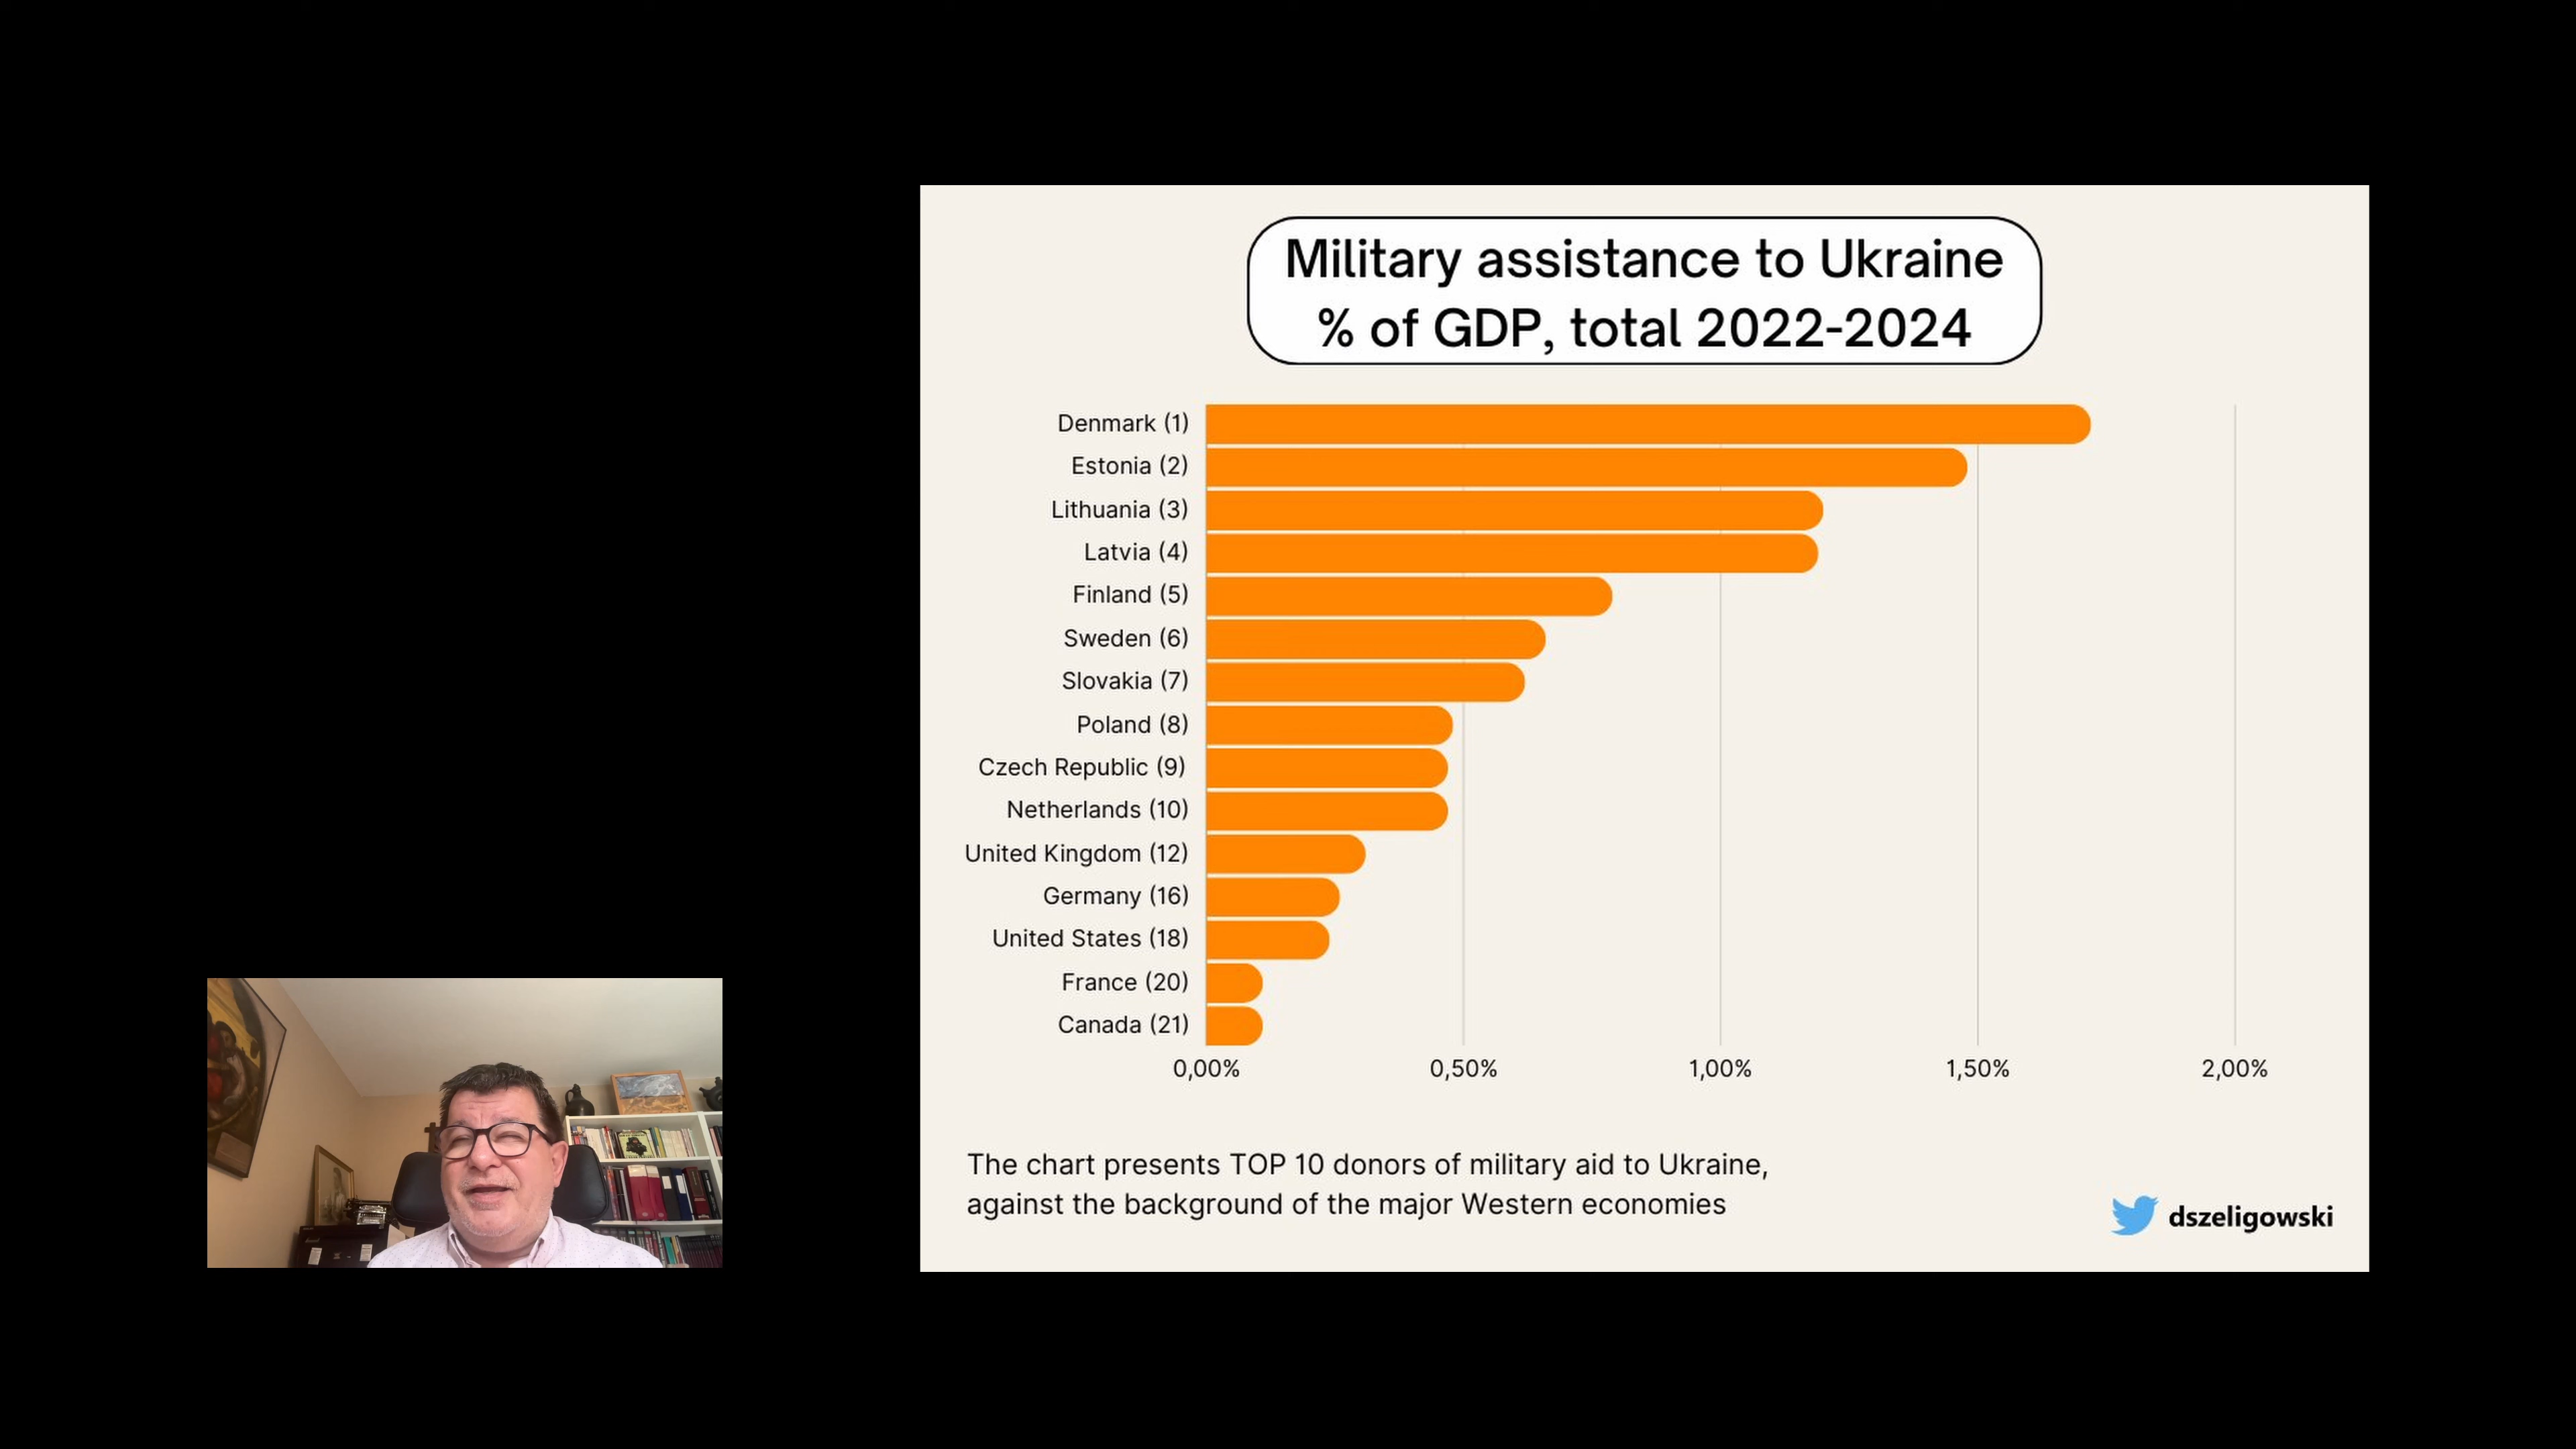 Military assistance to Ukraine
% of GDP, total 2022-2024
Denmark (1)
Estonia (2)
Lithuania (3)
Latvia (4)
Finland (5)
Sweden (6)
Slovakia (7)
Poland (8)
Czech Republic (9)
Netherlands (10)
United Kingdom (12)
Germany (16)
United States (18)
France (20)
Canada (21)
0,00% 0,50% 1,00% 1,50% 2,00%
The chart presents TOP 10 donors of military aid to Ukraine,
against the background of the major Western economies
dszeligowski